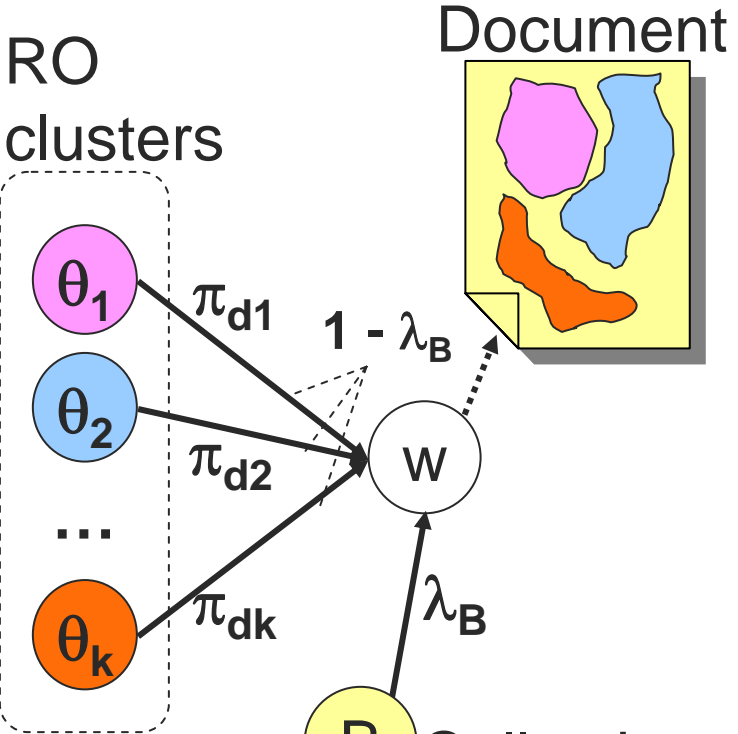 Document
RO
clusters
θ1
πd1
1 - λB
θ2
πd2
w
...
θk
πdk
λB
B